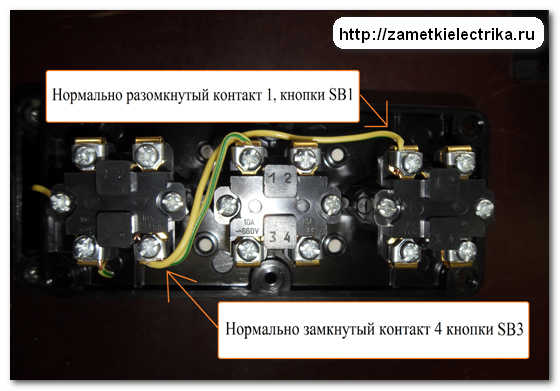 http://zametkielectrika.ru
Нормально разомкнутый контакт 1, кнопки SB1
1 2
10A
~660V
3 4
Нормально замкнутый контакт 4 кнопки SB3